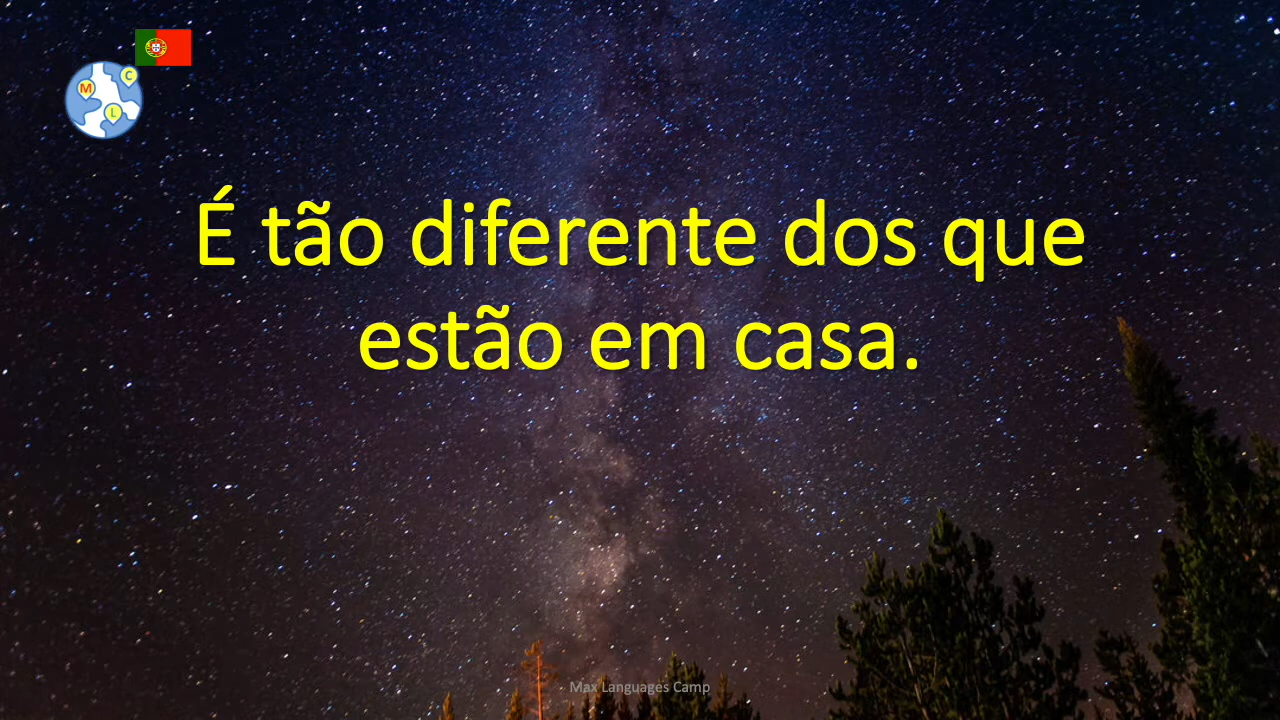 C
M
L
É tão diferente dos que
estão em casa.
Max Languages Camp